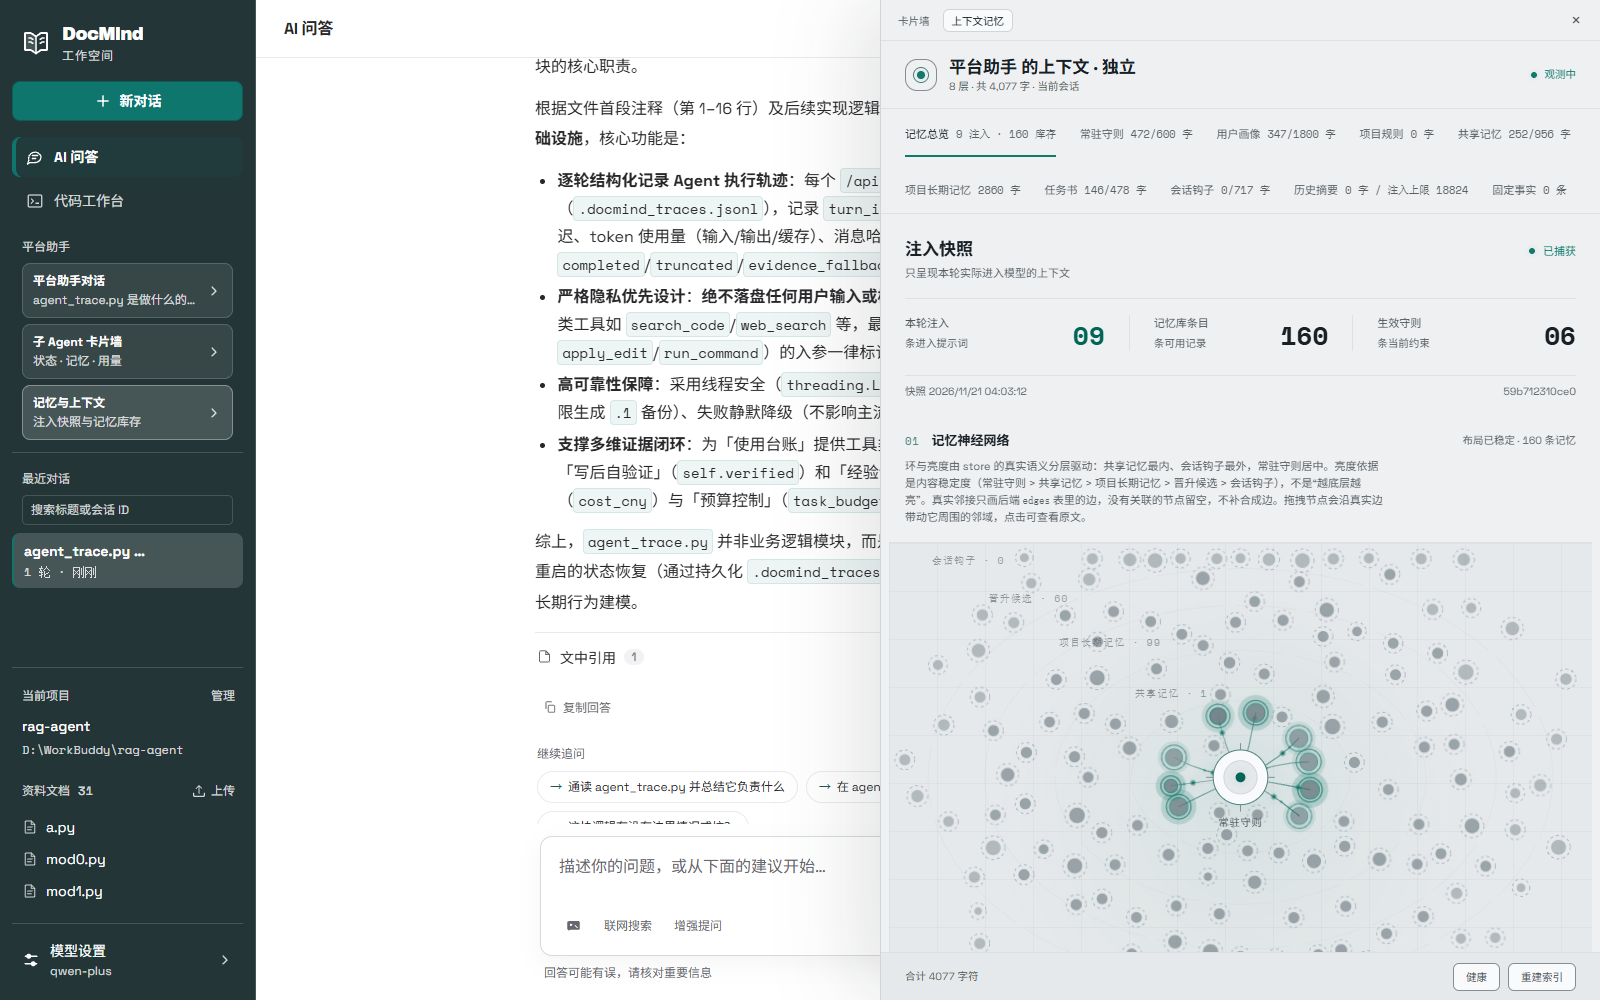 DocMind
工作空间
+ 新对话
AI 问答
代码工作台
平台助手
平台助手对话
agent_trace.py 是做什么的...
子 Agent 卡片墙
状态 · 记忆 · 用量
记忆与上下文
注入快照与记忆库存
最近对话
搜索标题或会话 ID
agent_trace.py ...
1 轮 · 刚刚
当前项目 管理
rag-agent
D:\WorkBuddy\rag-agent
资料文档 31 上传
a.py
mod0.py
mod1.py
模型设置
qwen-plus
AI 问答
块的核心职责。
根据文件首段注释（第 1–16 行）及后续实现逻辑
础设施，核心功能是：
逐轮结构化记录 Agent 执行轨迹：每个 /api
（.docmind_traces.jsonl），记录 turn_i
迟、token 使用量（输入/输出/缓存）、消息哈
completed/truncated/evidence_fallbac
严格隐私优先设计：绝不落盘任何用户输入或
类工具如 search_code/web_search 等，最
apply_edit/run_command）的入参一律标
高可靠性保障：采用线程安全（threading.L
限生成 .1 备份）、失败静默降级（不影响主流
支撑多维证据闭环：为「使用台账」提供工具
「写后自验证」（self.verified）和「经验
（cost_cny）与「预算控制」（task_budge
综上，agent_trace.py 并非业务逻辑模块，而
重启的状态恢复（通过持久化 .docmind_traces
长期行为建模。
文中引用 1
复制回答
继续追问
→ 通读 agent_trace.py 并总结它负责什么
→ 在 agen
描述你的问题，或从下面的建议开始...
联网搜索 增强提问
回答可能有误，请核对重要信息
卡片墙 上下文记忆 ×
平台助手 的上下文 · 独立
8 层 · 共 4,077 字 · 当前会话
观测中
记忆总览 9 注入 · 160 库存 常驻守则 472/600 字 用户画像 347/1800 字 项目规则 0 字 共享记忆 252/956 字
项目长期记忆 2860 字 任务书 146/478 字 会话钩子 0/717 字 历史摘要 0 字 / 注入上限 18824 固定事实 0 条
注入快照
已捕获
只呈现本轮实际进入模型的上下文
本轮注入
条进入提示词
09
记忆库条目
条可用记录
160
生效守则
条当前约束
06
快照 2026/11/21 04:03:12 59b712310ce0
01 记忆神经网络 布局已稳定 · 160 条记忆
环与亮度由 store 的真实语义分层驱动：共享记忆最内、会话钩子最外，常驻守则居中。亮度依据
是内容稳定度（常驻守则 > 共享记忆 > 项目长期记忆 > 晋升候选 > 会话钩子），不是“越底层越
亮”。真实邻接只画后端 edges 表里的边，没有关联的节点留空，不补合成边。拖拽节点会沿真实边
带动它周围的邻域，点击可查看原文。
会话钩子 · 0
晋升候选 · 60
项目长期记忆 · 99
共享记忆 · 1
常驻守则
合计 4077 字符
健康 重建索引